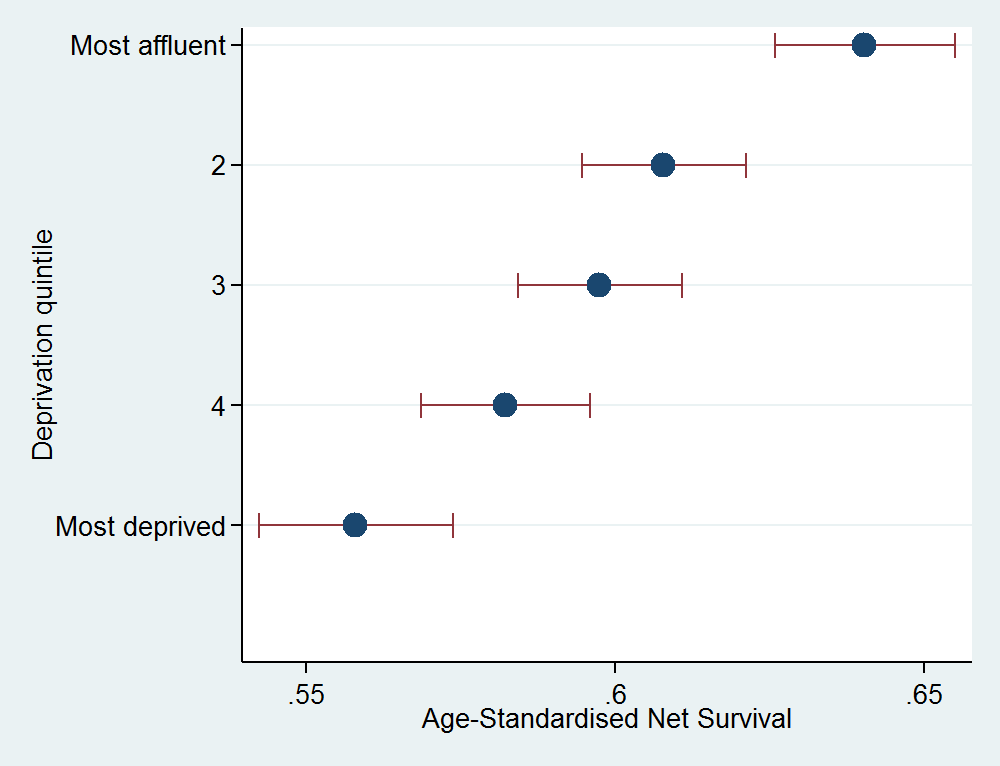 Deprivation quintile
Most affluent
2
3
4
Most deprived
.55 .6 .65
Age-Standardised Net Survival